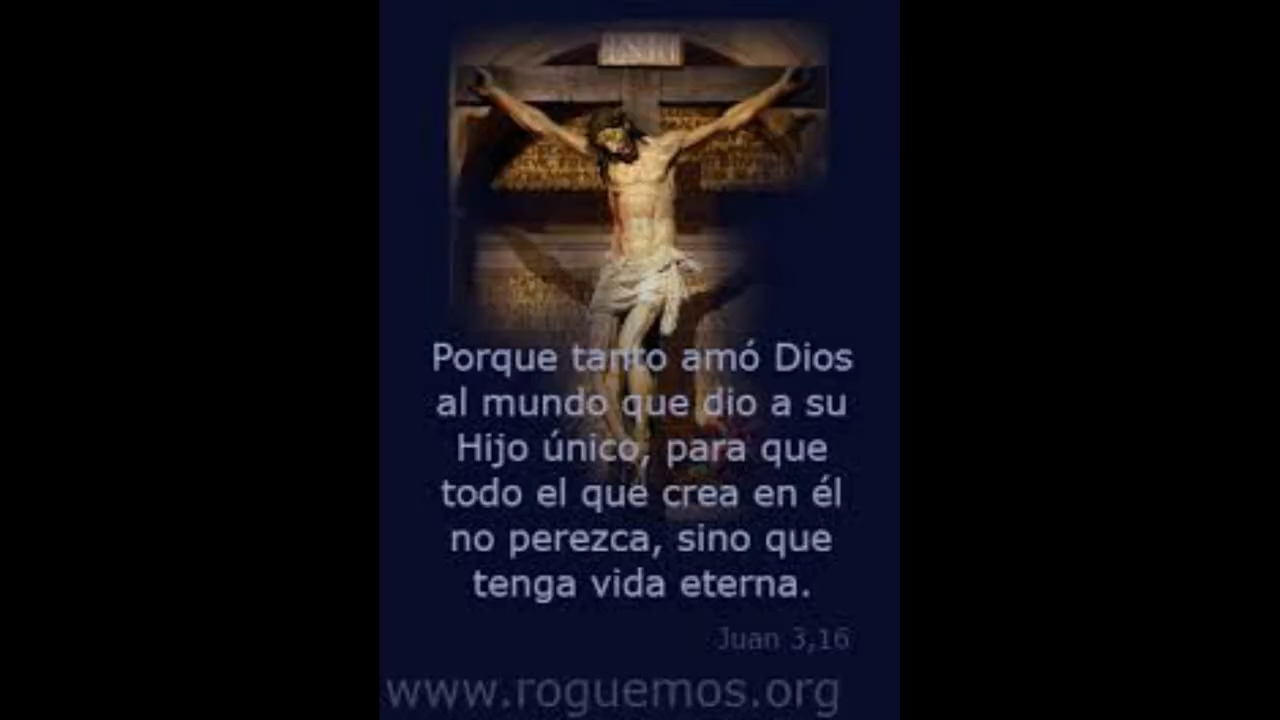 INRI
Porque tanto amó Dios
al mundo que dio a su
Hijo único, para que
todo el que crea en él
no perezca, sino que
tenga vida eterna.
Juan 3,16
www.roguemos.org